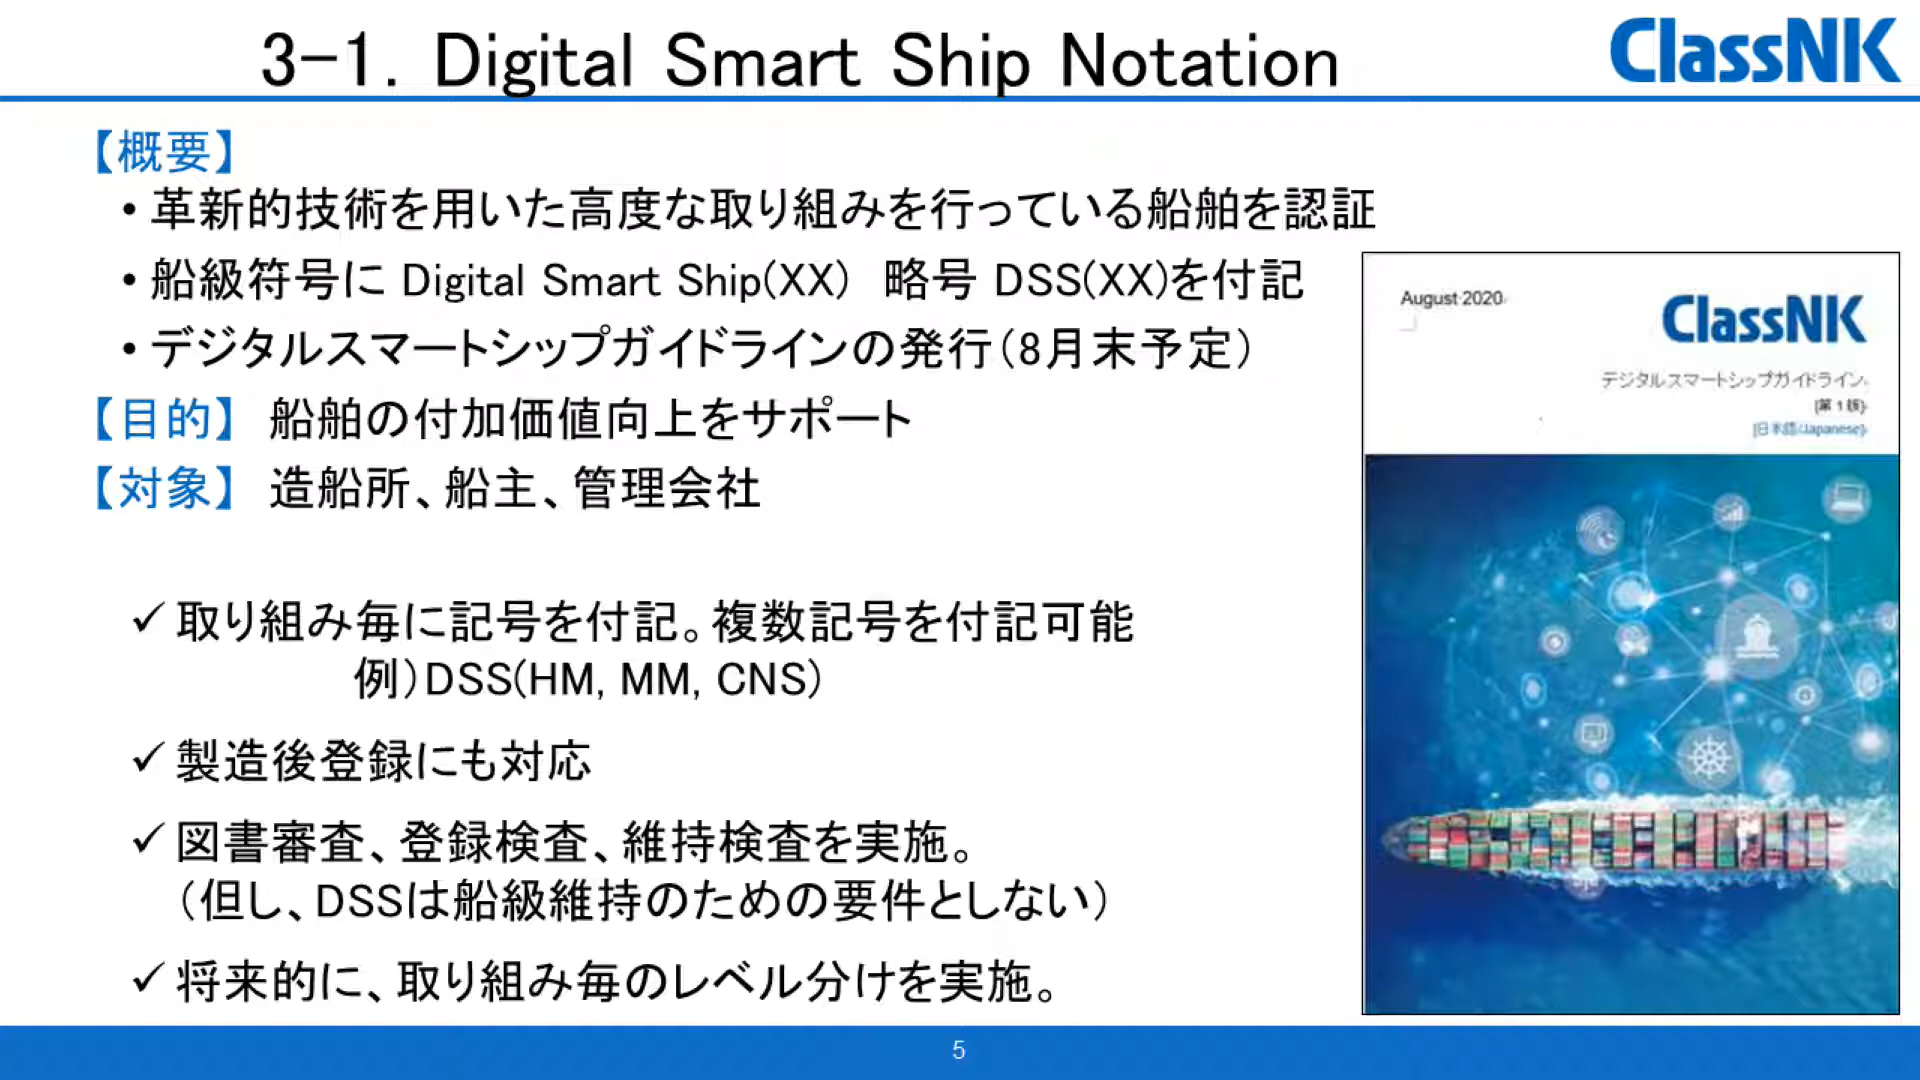 3-1. Digital Smart Ship Notation
ClassNK
【概要】
• 革新的技術を用いた高度な取り組みを行っている船舶を認証
• 船級符号に Digital Smart Ship(XX) 略号 DSS(XX)を付記
• デジタルスマートシップガイドラインの発行(8月末予定)
【目的】 船舶の付加価値向上をサポート
【対象】 造船所、船主、管理会社
✓ 取り組み毎に記号を付記。複数記号を付記可能
例)DSS(HM, MM, CNS)
✓ 製造後登録にも対応
✓ 図書審査、登録検査、維持検査を実施。
(但し、DSSは船級維持のための要件としない)
✓ 将来的に、取り組み毎のレベル分けを実施。
August 2020
ClassNK
デジタルスマートシップガイドライン
[第1版]
[日本語/Japanese]
5